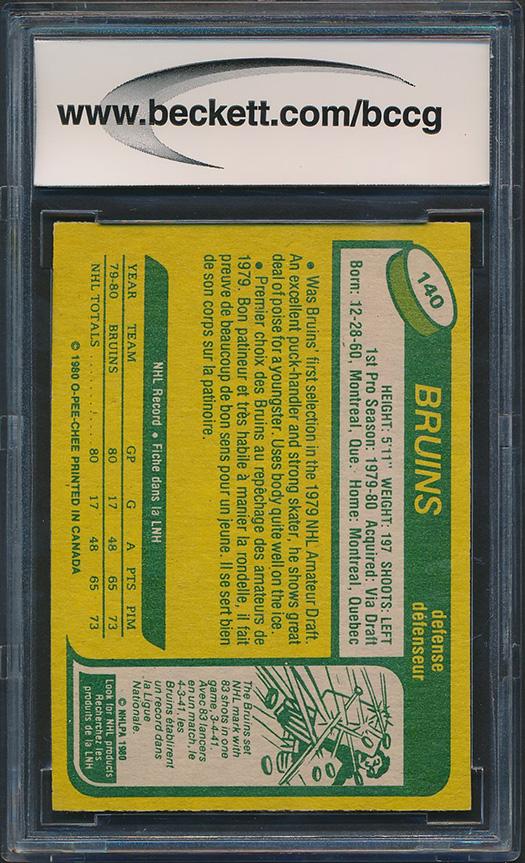 www.beckett.com/bccg
140
BRUINS
defense
défenseur
HEIGHT: 5'11" WEIGHT: 197 SHOOTS: LEFT
1st Pro Season: 1979-80 Acquired: Via Draft
Born: 12-28-60, Montreal, Que. Home: Montreal, Quebec
• Was Bruins' first selection in the 1979 NHL Amateur Draft.
An excellent puck-handler and strong skater, he shows great
deal of poise for a youngster. Uses body quite well on the ice.
• Premier choix des Bruins au repêchage des amateurs de
1979. Bon patineur et très habile à manier la rondelle, il fait
preuve de beaucoup de bon sens pour un jeune. Il se sert bien
de son corps sur la patinoire.
NHL Record • Fiche dans la LNH
YEAR TEAM GP G A PTS PIM
79-80 BRUINS 80 17 48 65 73
NHL TOTALS . . . . . . . 80 17 48 65 73
© 1980 O-PEE-CHEE PRINTED IN CANADA
The Bruins set
NHL mark with
83 shots in one
game, 3-4-41.
Avec 83 lancers
en un match, le
4-3-41, les
Bruins établirent
un record dans
la Ligue
Nationale.
© NHLPA 1980
Look for NHL products
Recherchez les
produits de la LNH